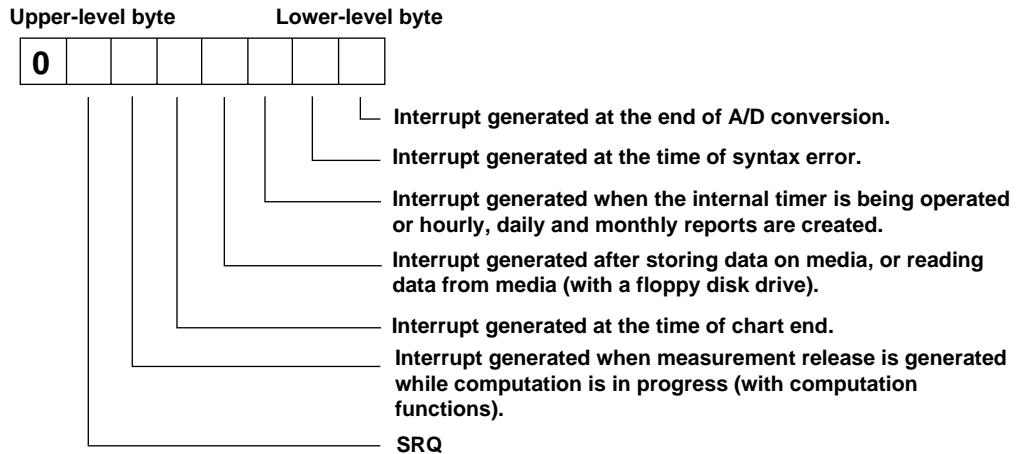 Upper-level byte Lower-level byte
0
Interrupt generated at the end of A/D conversion.
Interrupt generated at the time of syntax error.
Interrupt generated when the internal timer is being operated
or hourly, daily and monthly reports are created.
Interrupt generated after storing data on media, or reading
data from media (with a floppy disk drive).
Interrupt generated at the time of chart end.
Interrupt generated when measurement release is generated
while computation is in progress (with computation
functions).
SRQ